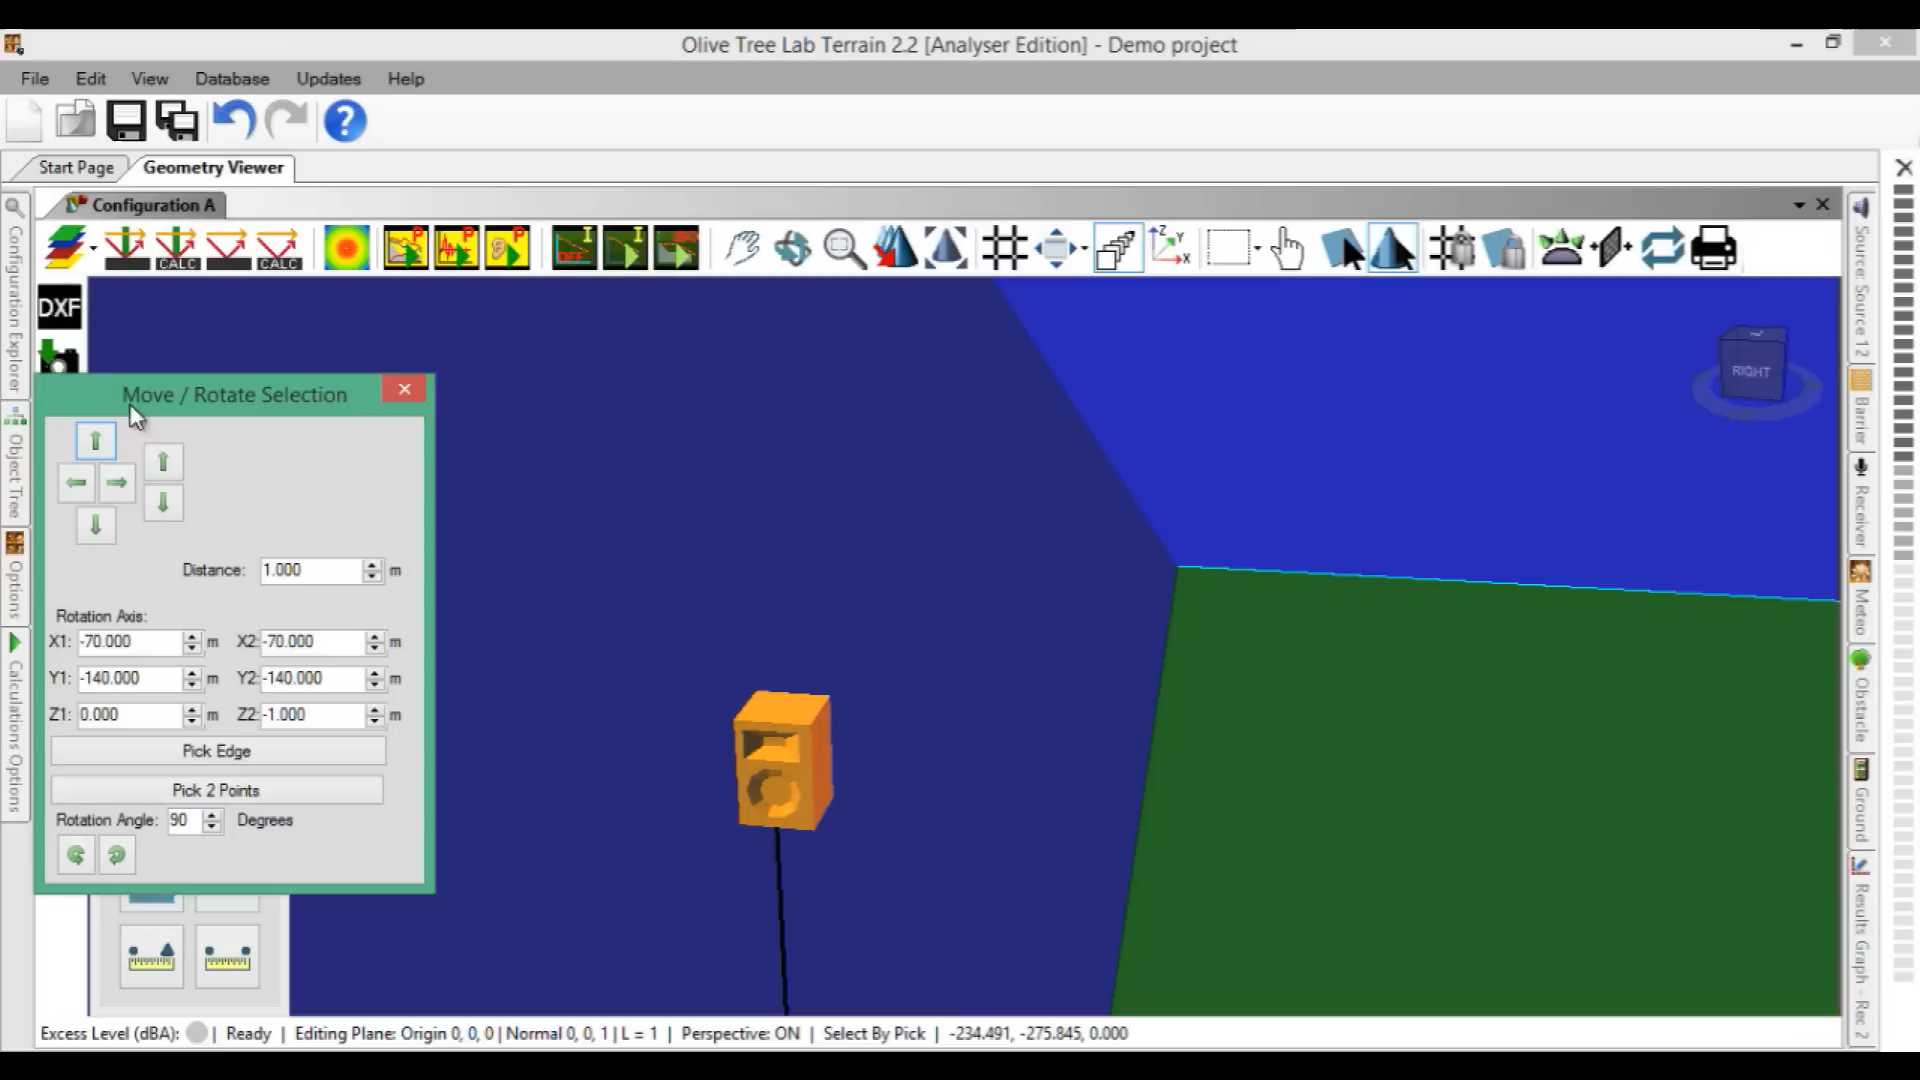 Olive Tree Lab Terrain 2.2 [Analyser Edition] - Demo project
File Edit View Database Updates Help
Start Page Geometry Viewer
Configuration A
CALC CALC P P P I I
DXF
Z Y X
RIGHT
Configuration Explorer
Object Tree
Options
Calculations Options
Move / Rotate Selection
Distance: 1.000 m
Rotation Axis:
X1: -70.000 m X2: -70.000 m
Y1: -140.000 m Y2: -140.000 m
Z1: 0.000 m Z2: -1.000 m
Pick Edge
Pick 2 Points
Rotation Angle: 90 Degrees
Source: Source 12
Barrier
Receiver
Meteo
Obstacle
Ground
Results Graph - Rec 2
Excess Level (dBA): | Ready | Editing Plane: Origin 0, 0, 0 | Normal 0, 0, 1 | L = 1 | Perspective: ON | Select By Pick | -234.491, -275.845, 0.000